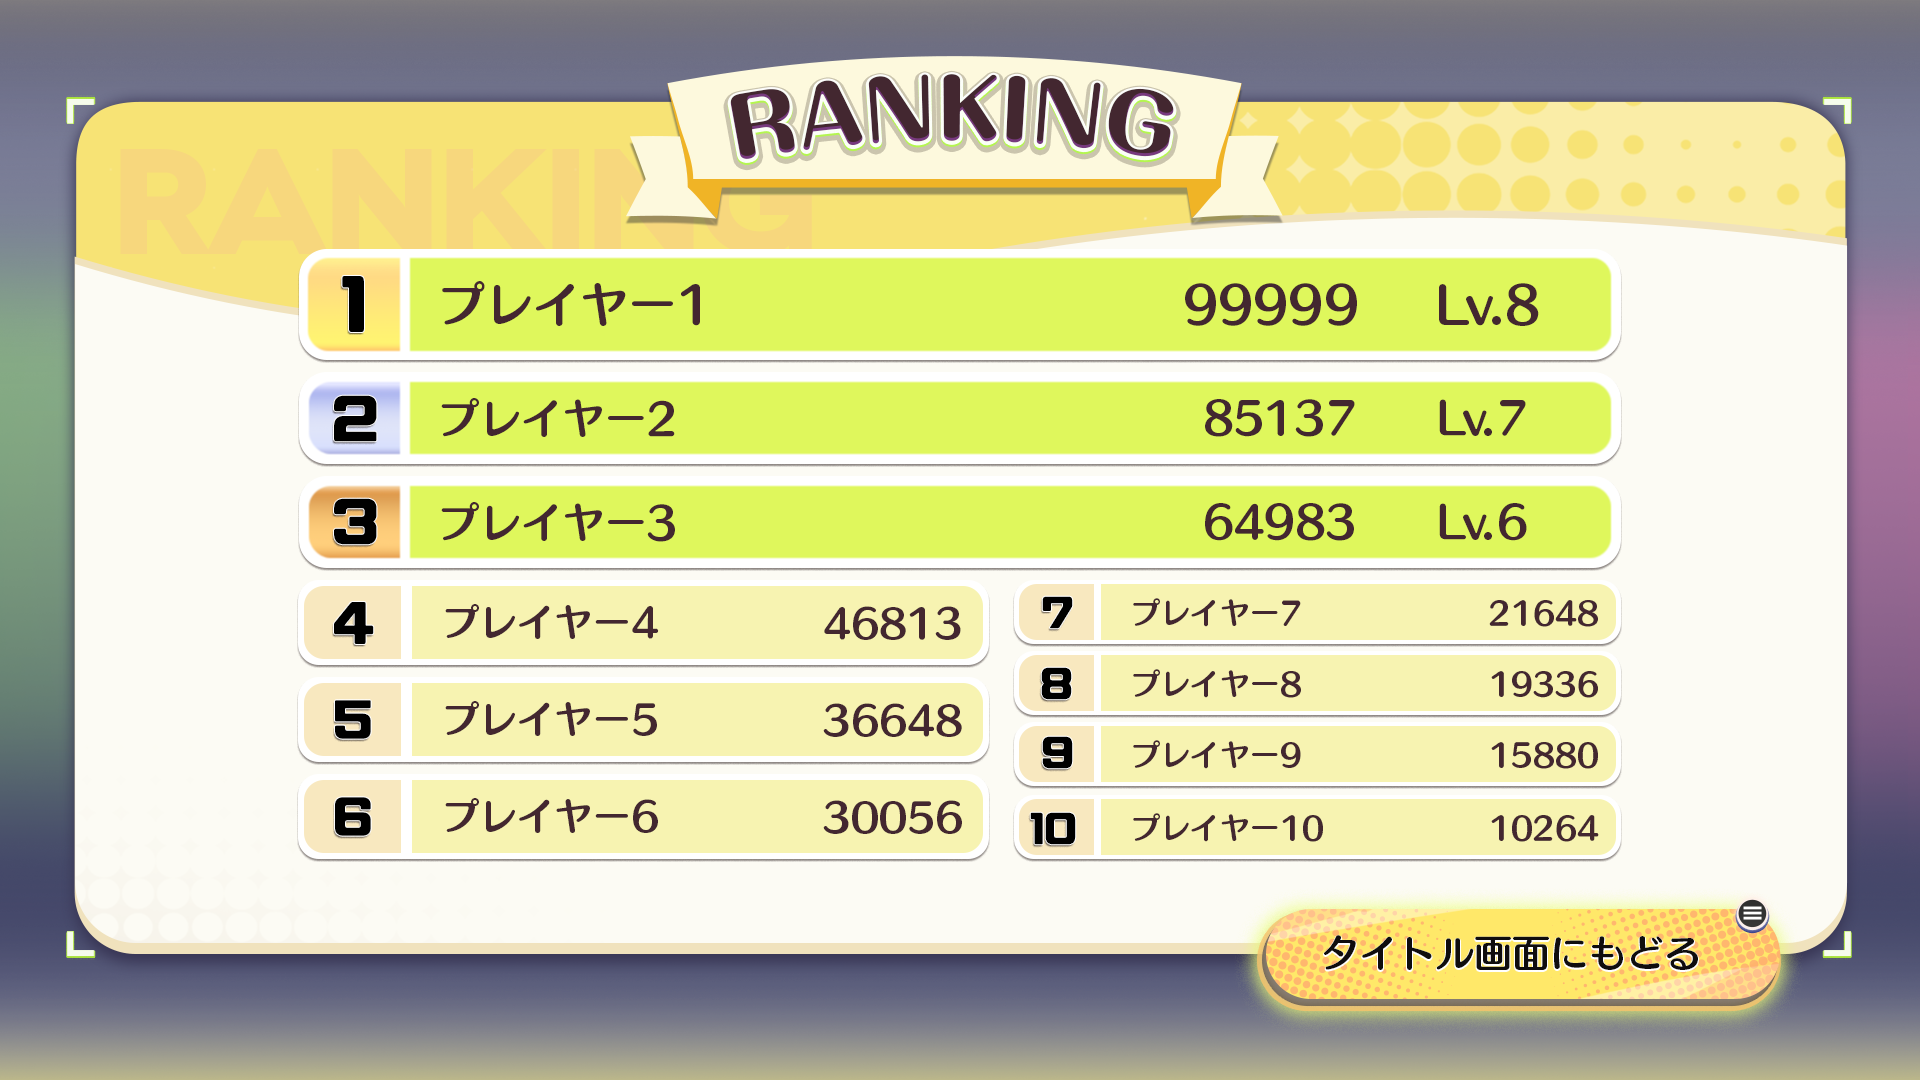 RANKING
RANKING
1 プレイヤー1 99999 Lv.8
2 プレイヤー2 85137 Lv.7
3 プレイヤー3 64983 Lv.6
4 プレイヤー4 46813
5 プレイヤー5 36648
6 プレイヤー6 30056
7 プレイヤー7 21648
8 プレイヤー8 19336
9 プレイヤー9 15880
10 プレイヤー10 10264
タイトル画面にもどる